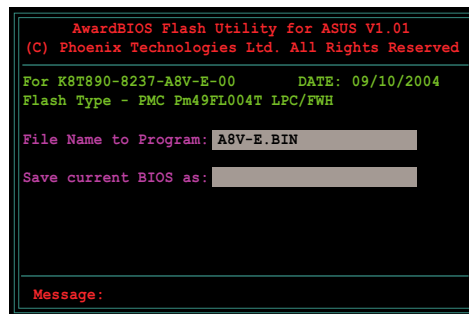 AwardBIOS Flash Utility for ASUS V1.01
(C) Phoenix Technologies Ltd. All Rights Reserved
For K8T890-8237-A8V-E-00 DATE: 09/10/2004
Flash Type - PMC Pm49FL004T LPC/FWH
File Name to Program: A8V-E.BIN
Save current BIOS as:
Message: